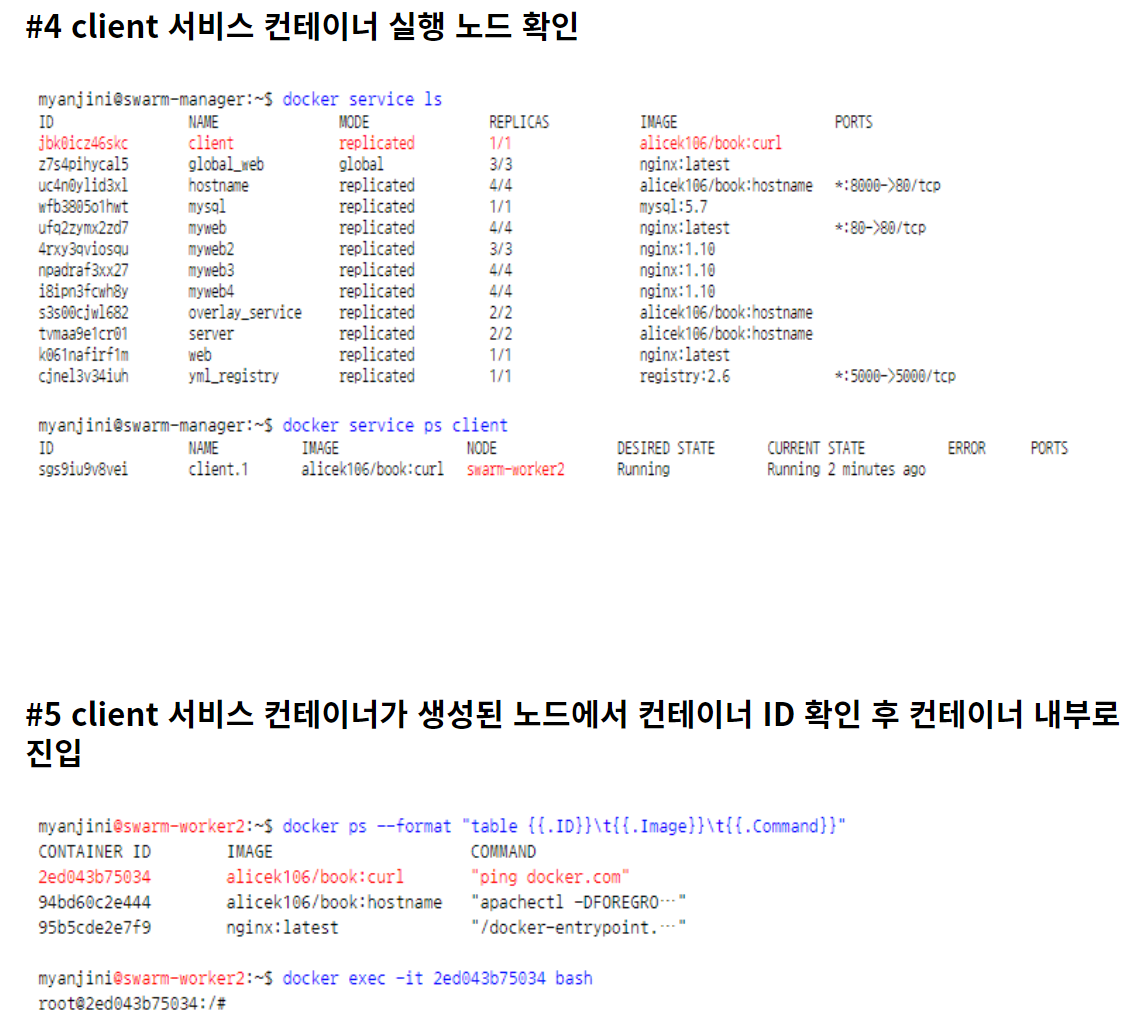 #4 client 서비스 컨테이너 실행 노드 확인
myanjini@swarm-manager:~$ docker service ls
ID NAME MODE REPLICAS IMAGE PORTS
jbk0icz46skc client replicated 1/1 alicek106/book:curl
z7s4pihycal5 global_web global 3/3 nginx:latest
uc4n0ylid3xl hostname replicated 4/4 alicek106/book:hostname *:8000->80/tcp
wfb3805o1hwt mysql replicated 1/1 mysql:5.7
ufq2zymx2zd7 myweb replicated 4/4 nginx:latest *:80->80/tcp
4rxy3qviosqu myweb2 replicated 3/3 nginx:1.10
npadraf3xx27 myweb3 replicated 4/4 nginx:1.10
i8ipn3fcwh8y myweb4 replicated 4/4 nginx:1.10
s3s00cjwl682 overlay_service replicated 2/2 alicek106/book:hostname
tvmaa9e1cr01 server replicated 2/2 alicek106/book:hostname
k061nafirf1m web replicated 1/1 nginx:latest
cjnel3v34iuh yml_registry replicated 1/1 registry:2.6 *:5000->5000/tcp
myanjini@swarm-manager:~$ docker service ps client
ID NAME IMAGE NODE DESIRED STATE CURRENT STATE ERROR PORTS
sgs9iu9v8vei client.1 alicek106/book:curl swarm-worker2 Running Running 2 minutes ago
#5 client 서비스 컨테이너가 생성된 노드에서 컨테이너 ID 확인 후 컨테이너 내부로
진입
myanjini@swarm-worker2:~$ docker ps --format "table {{.ID}}\t{{.Image}}\t{{.Command}}"
CONTAINER ID IMAGE COMMAND
2ed043b75034 alicek106/book:curl "ping docker.com"
94bd60c2e444 alicek106/book:hostname "apachectl -DFOREGRO…"
95b5cde2e7f9 nginx:latest "/docker-entrypoint.…"
myanjini@swarm-worker2:~$ docker exec -it 2ed043b75034 bash
root@2ed043b75034:/#